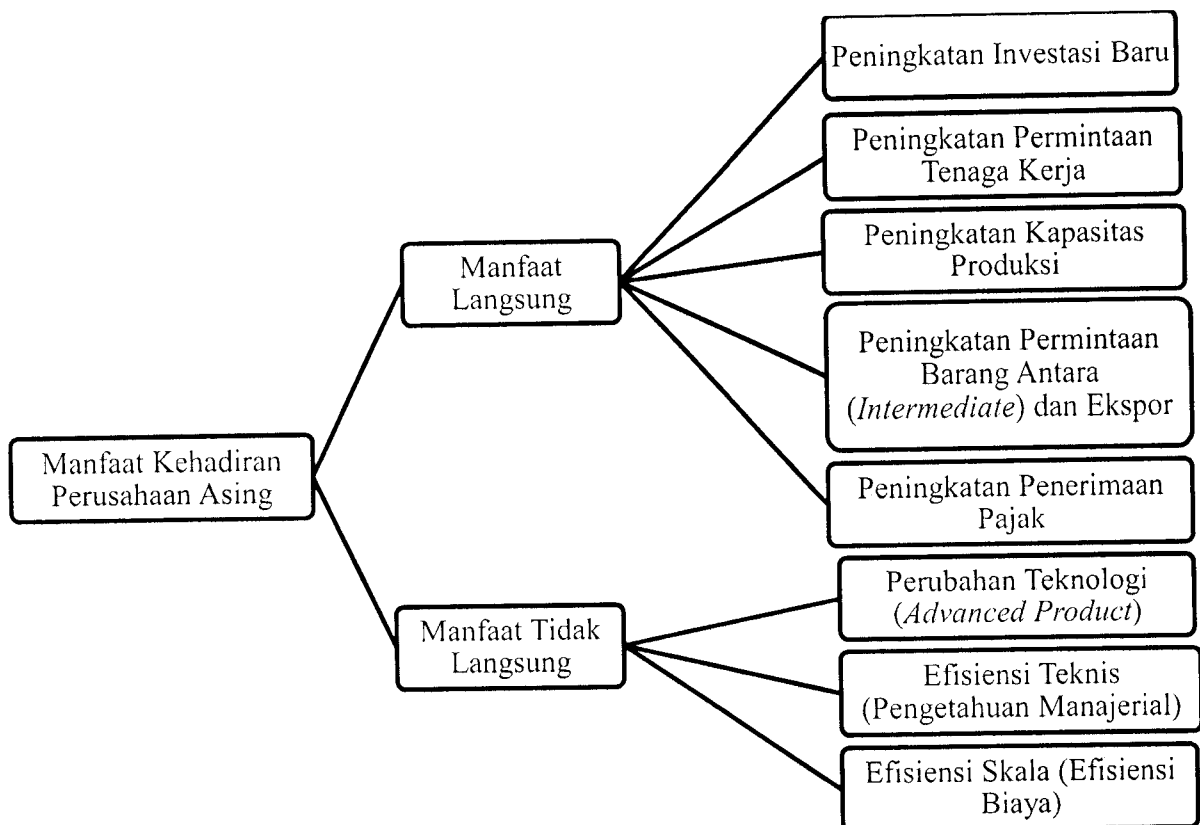 Manfaat Kehadiran
Perusahaan Asing
Manfaat
Langsung
Peningkatan Investasi Baru
Peningkatan Permintaan
Tenaga Kerja
Peningkatan Kapasitas
Produksi
Peningkatan Permintaan
Barang Antara
(Intermediate) dan Ekspor
Peningkatan Penerimaan
Pajak
Manfaat Tidak
Langsung
Perubahan Teknologi
(Advanced Product)
Efisiensi Teknis
(Pengetahuan Manajerial)
Efisiensi Skala (Efisiensi
Biaya)